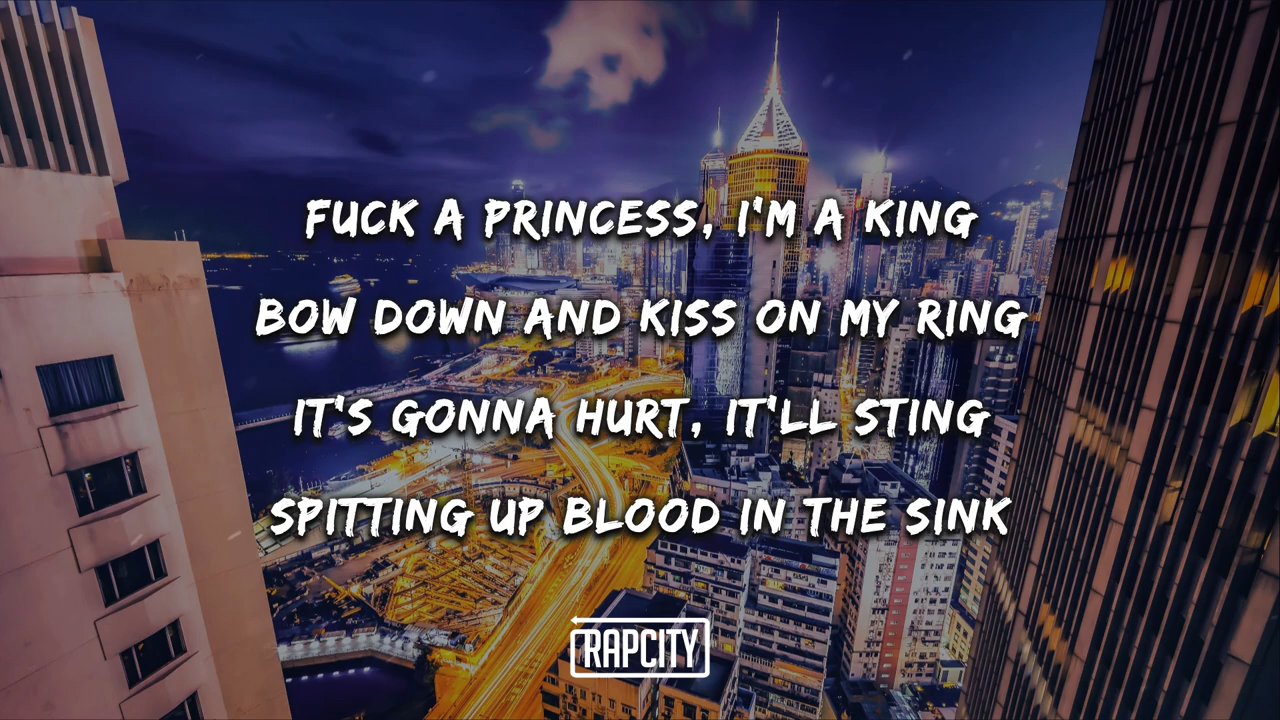 FUCK A PRINCESS, I'M A KING
BOW DOWN AND KISS ON MY RING
IT'S GONNA HURT, IT'LL STING
SPITTING UP BLOOD IN THE SINK
RAPCITY